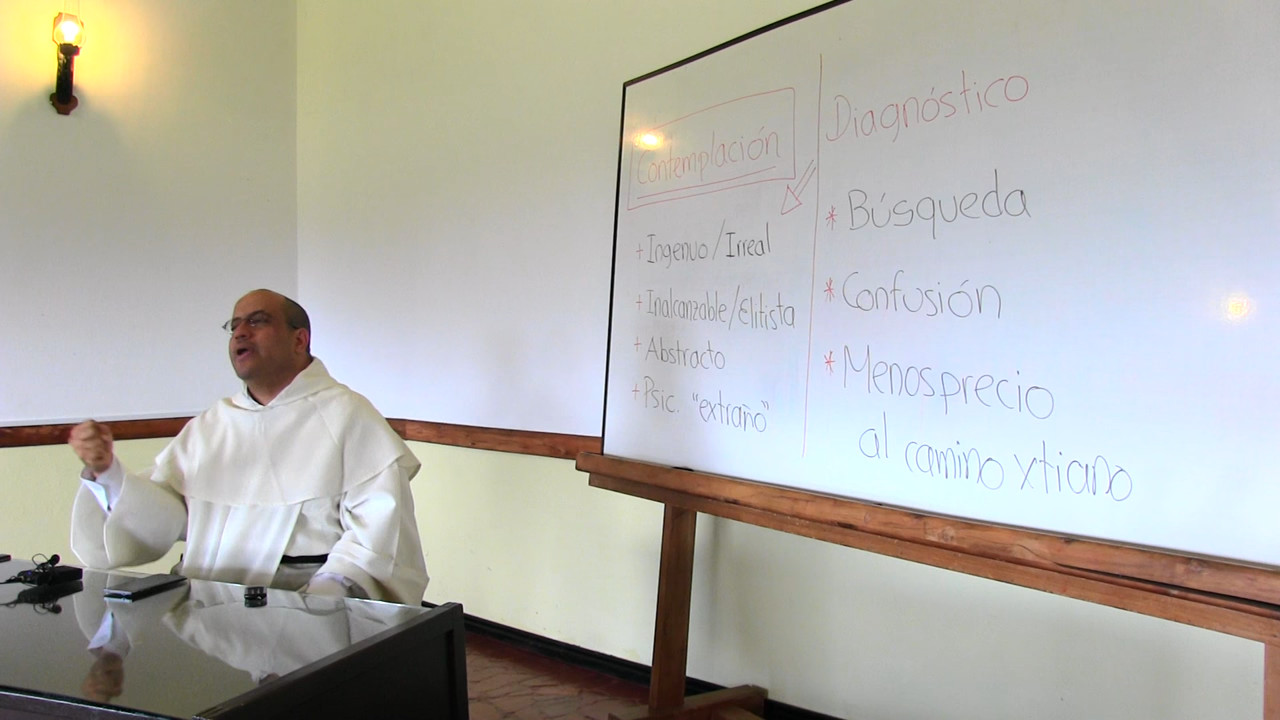 Contemplación
+ Ingenuo / Irreal
+ Inalcanzable/Elitista
+ Abstracto
+ Psic. "extraño"
Diagnóstico
* Búsqueda
* Confusión
* Menosprecio
al camino xtiano